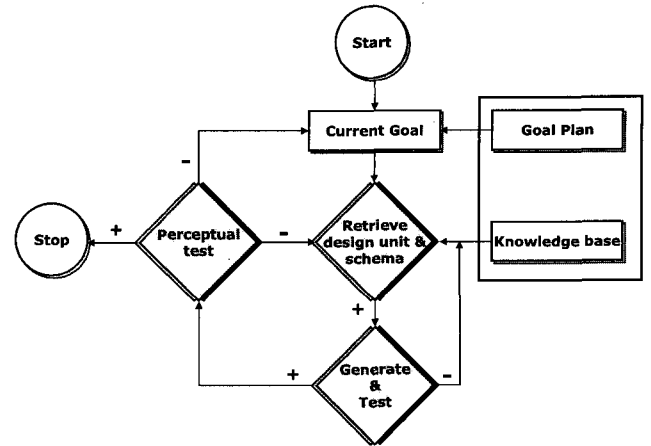 Start
Current Goal
Goal Plan
-
+
Stop
Perceptual
test
-
Retrieve
design unit &
schema
Knowledge base
+
+
Generate
&
Test
-